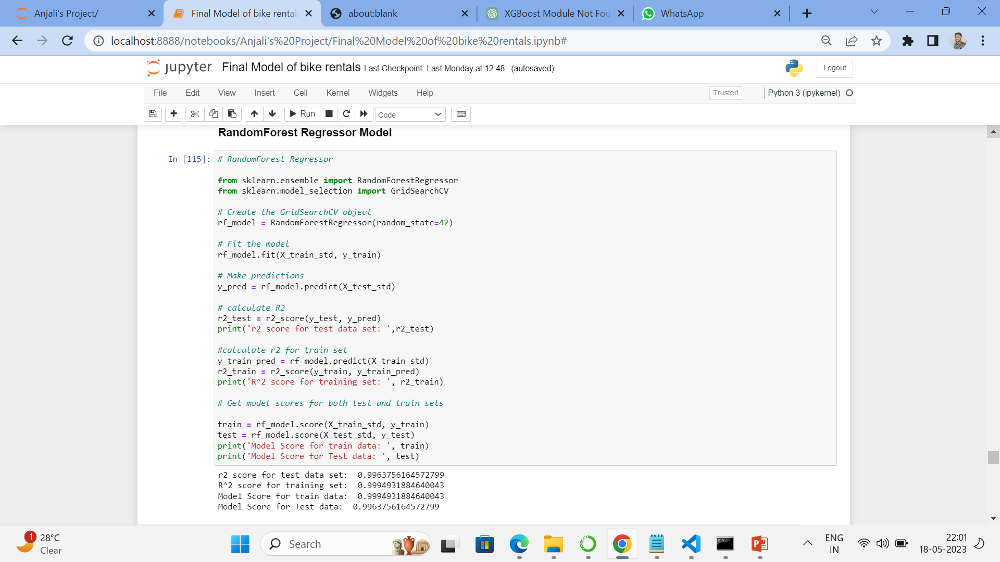 Anjali's Project/
Final Model of bike rentals
about:blank
XGBoost Module Not Fou
WhatsApp
localhost:8888/notebooks/Anjali's%20Project/Final%20Model%20of%20bike%20rentals.ipynb#
jupyter Final Model of bike rentals Last Checkpoint: Last Monday at 12:48 (autosaved)
Logout
File Edit View Insert Cell Kernel Widgets Help
Trusted
Python 3 (ipykernel)
Run
Code
RandomForest Regressor Model
In [115]:
# RandomForest Regressor
from sklearn.ensemble import RandomForestRegressor
from sklearn.model_selection import GridSearchCV
# Create the GridSearchCV object
rf_model = RandomForestRegressor(random_state=42)
# Fit the model
rf_model.fit(X_train_std, y_train)
# Make predictions
y_pred = rf_model.predict(X_test_std)
# calculate R2
r2_test = r2_score(y_test, y_pred)
print('r2 score for test data set: ',r2_test)
#calculate r2 for train set
y_train_pred = rf_model.predict(X_train_std)
r2_train = r2_score(y_train, y_train_pred)
print('R^2 score for training set: ', r2_train)
# Get model scores for both test and train sets
train = rf_model.score(X_train_std, y_train)
test = rf_model.score(X_test_std, y_test)
print('Model Score for train data: ', train)
print('Model Score for Test data: ', test)
r2 score for test data set:  0.9963756164572799
R^2 score for training set:  0.9994931884640043
Model Score for train data:  0.9994931884640043
Model Score for Test data:  0.9963756164572799
1
28°C
Clear
Search
ENG
IN
22:01
18-05-2023